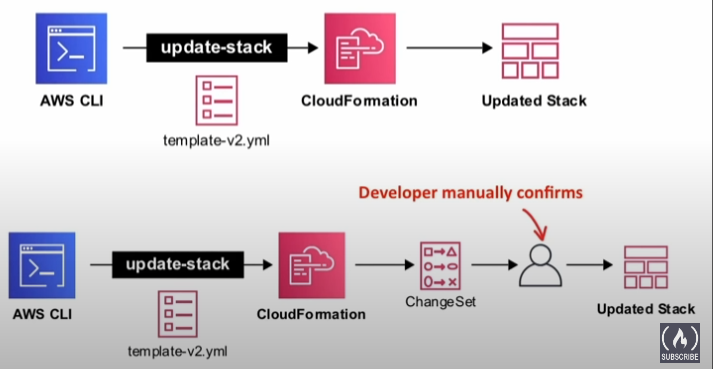 update-stack
AWS CLI
CloudFormation
Updated Stack
template-v2.yml
Developer manually confirms
update-stack
ChangeSet
AWS CLI
CloudFormation
Updated Stack
template-v2.yml
SUBSCRIBE